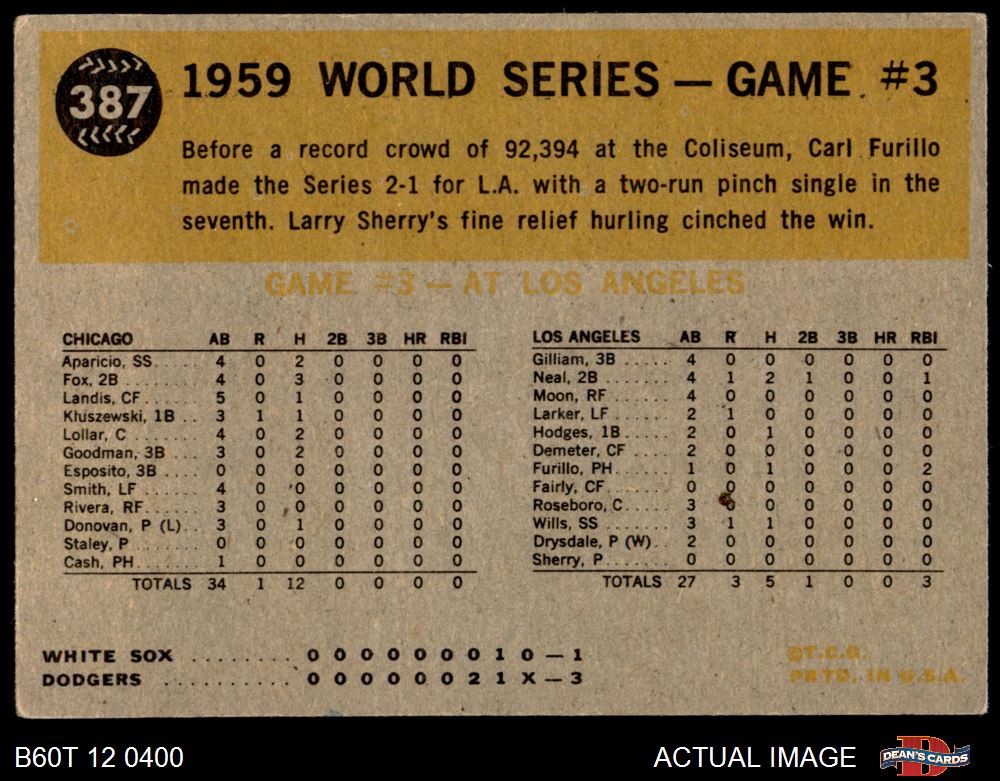 387
1959 WORLD SERIES — GAME #3
Before a record crowd of 92,394 at the Coliseum, Carl Furillo
made the Series 2-1 for L.A. with a two-run pinch single in the
seventh. Larry Sherry's fine relief hurling cinched the win.
GAME #3 — AT LOS ANGELES
CHICAGO AB R H 2B 3B HR RBI
Aparicio, SS..... 4 0 2 0 0 0 0
Fox, 2B ......... 4 0 3 0 0 0 0
Landis, CF....... 5 0 1 0 0 0 0
Kluszewski, 1B .. 3 1 1 0 0 0 0
Lollar, C ....... 4 0 2 0 0 0 0
Goodman, 3B ... 3 0 2 0 0 0 0
Esposito, 3B .... 0 0 0 0 0 0 0
Smith, LF ...... 4 0 0 0 0 0 0
Rivera, RF...... 3 0 0 0 0 0 0
Donovan, P (L).. 3 0 1 0 0 0 0
Staley, P ...... 0 0 0 0 0 0 0
Cash, PH....... 1 0 0 0 0 0 0
TOTALS 34 1 12 0 0 0 0
LOS ANGELES AB R H 2B 3B HR RBI
Gilliam, 3B ..... 4 0 0 0 0 0 0
Neal, 2B ....... 4 1 2 1 0 0 1
Moon, RF ...... 4 0 0 0 0 0 0
Larker, LF ...... 2 1 0 0 0 0 0
Hodges, 1B ..... 2 0 1 0 0 0 0
Demeter, CF .... 2 0 0 0 0 0 0
Furillo, PH...... 1 0 1 0 0 0 2
Fairly, CF....... 0 0 0 0 0 0 0
Roseboro, C..... 3 0 0 0 0 0 0
Wills, SS ....... 3 1 1 0 0 0 0
Drysdale, P (W).. 2 0 0 0 0 0 0
Sherry, P ....... 0 0 0 0 0 0 0
TOTALS 27 3 5 1 0 0 3
WHITE SOX ........ 0 0 0 0 0 0 0 1 0 — 1
DODGERS .......... 0 0 0 0 0 0 2 1 X — 3
©T.C.G.
PRTD. IN U.S.A.
B60T 12 0400
ACTUAL IMAGE
DEAN'S CARDS